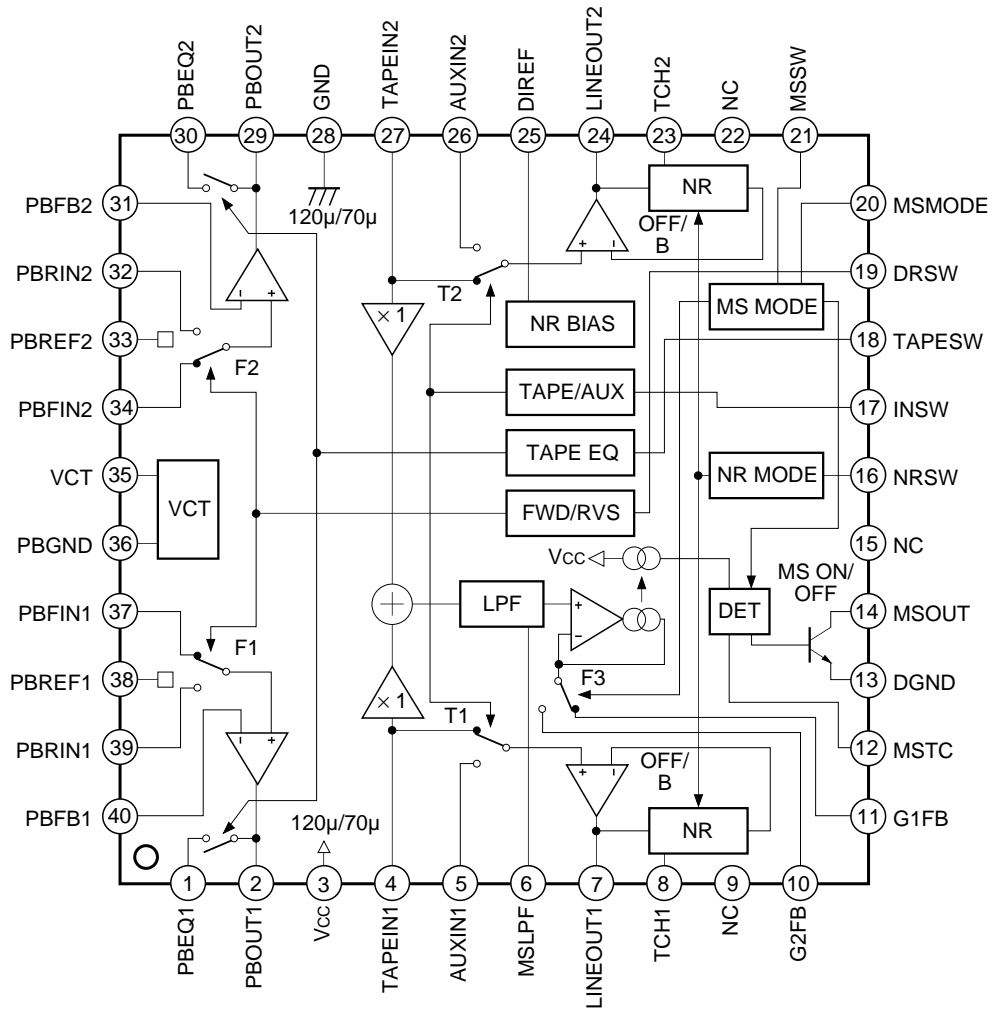 PBEQ2
PBOUT2
GND
TAPEIN2
AUXIN2
DIREF
LINEOUT2
TCH2
NC
MSSW
30 29 28 27 26 25 24 23 22 21
PBFB2 31
120µ/70µ
NR
OFF/
B
20 MSMODE
PBRIN2 32
− +
+ −
T2
19 DRSW
MS MODE
PBREF2 33
× 1
NR BIAS
18 TAPESW
F2
PBFIN2 34
TAPE/AUX
17 INSW
VCT 35
TAPE EQ
NR MODE
16 NRSW
VCT
FWD/RVS
PBGND 36
Vcc
15 NC
MS ON/
OFF
PBFIN1 37
+
LPF
+
−
DET
14 MSOUT
F1
PBREF1 38
× 1
F3
13 DGND
T1
PBRIN1 39
12 MSTC
− +
+ −
OFF/
B
PBFB1 40
120µ/70µ
NR
11 G1FB
1 2 3 4 5 6 7 8 9 10
PBEQ1
PBOUT1
Vcc
TAPEIN1
AUXIN1
MSLPF
LINEOUT1
TCH1
NC
G2FB